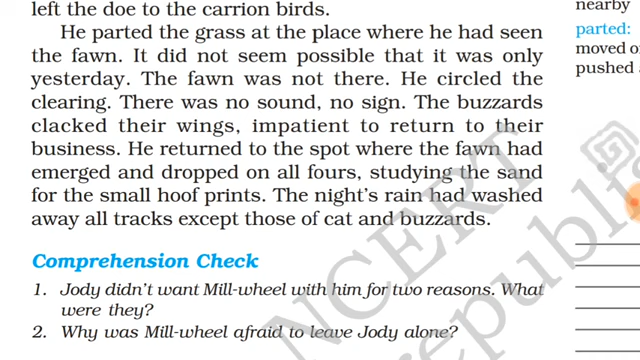 left the doe to the carrion birds.
He parted the grass at the place where he had seen
the fawn. It did not seem possible that it was only
yesterday. The fawn was not there. He circled the
clearing. There was no sound, no sign. The buzzards
clacked their wings, impatient to return to their
business. He returned to the spot where the fawn had
emerged and dropped on all fours, studying the sand
for the small hoof prints. The night's rain had washed
away all tracks except those of cat and buzzards.
Comprehension Check
1. Jody didn't want Mill-wheel with him for two reasons. What
were they?
2. Why was Mill-wheel afraid to leave Jody alone?
nearby
parted:
moved
pushed
NCERT
republis